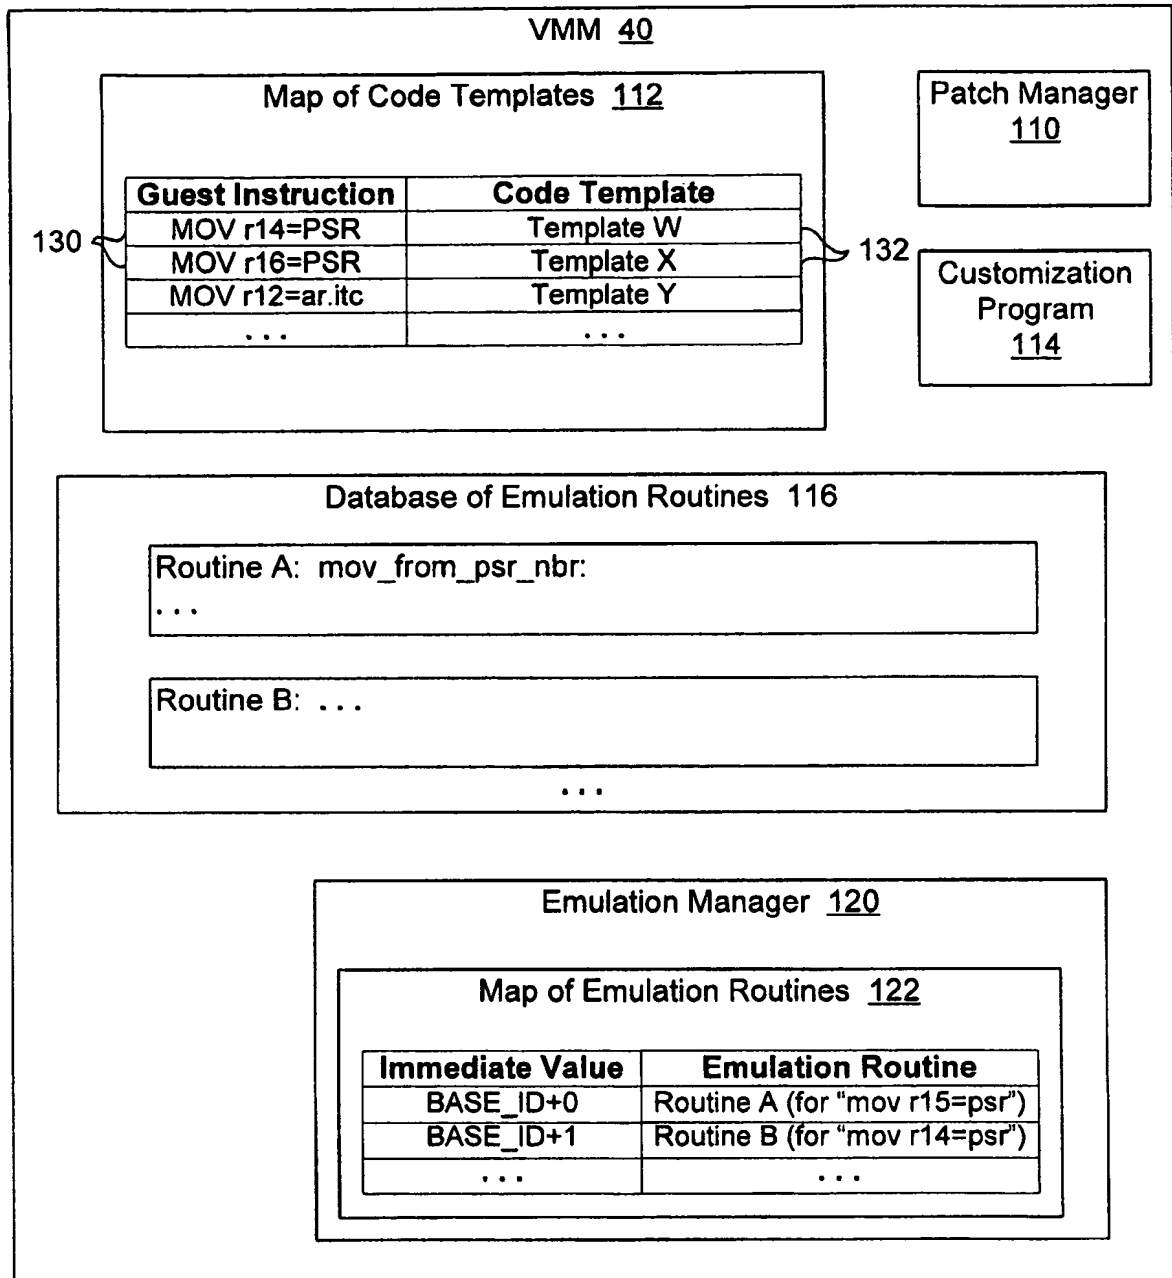 VMM 40
Map of Code Templates 112
Guest Instruction Code Template
MOV r14=PSR Template W
MOV r16=PSR Template X
MOV r12=ar.itc Template Y
. . . . . .
130
132
Patch Manager
110
Customization
Program
114
Database of Emulation Routines 116
Routine A: mov_from_psr_nbr:
. . .
Routine B: . . .
. . .
Emulation Manager 120
Map of Emulation Routines 122
Immediate Value Emulation Routine
BASE_ID+0 Routine A (for “mov r15=psr”)
BASE_ID+1 Routine B (for “mov r14=psr”)
. . . . . .